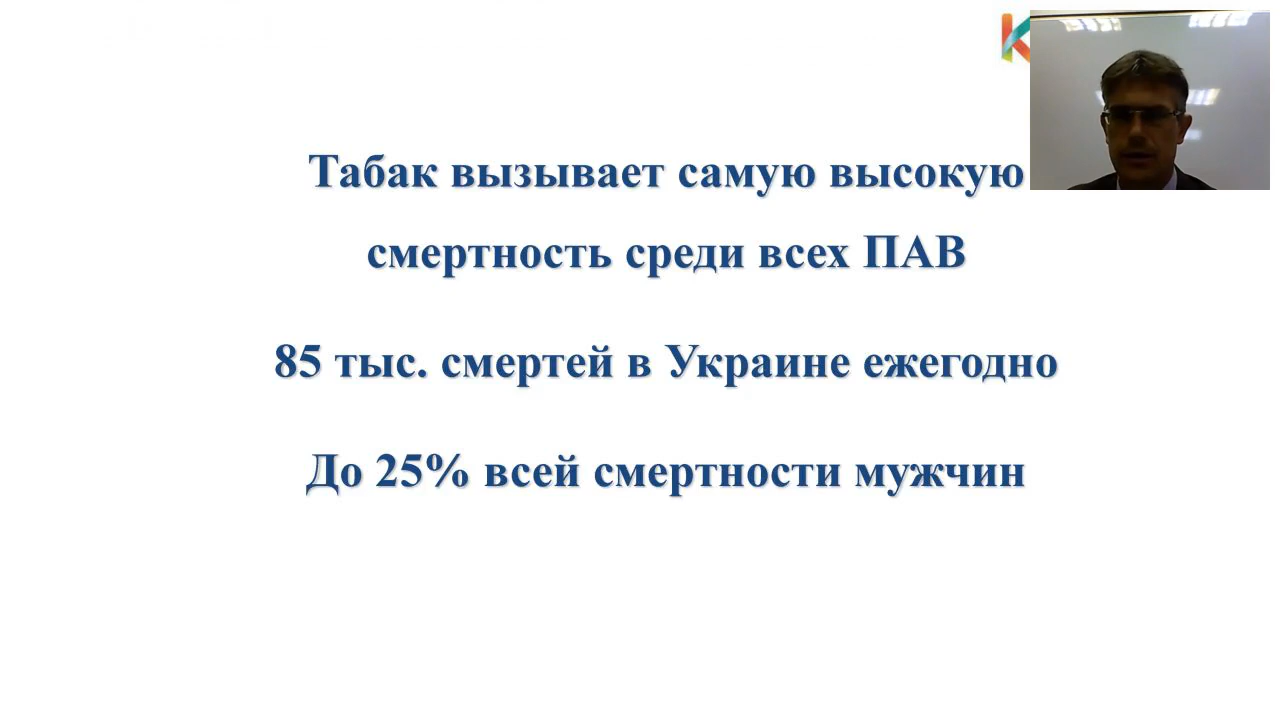 Табак вызывает самую высокую
смертность среди всех ПАВ
85 тыс. смертей в Украине ежегодно
До 25% всей смертности мужчин